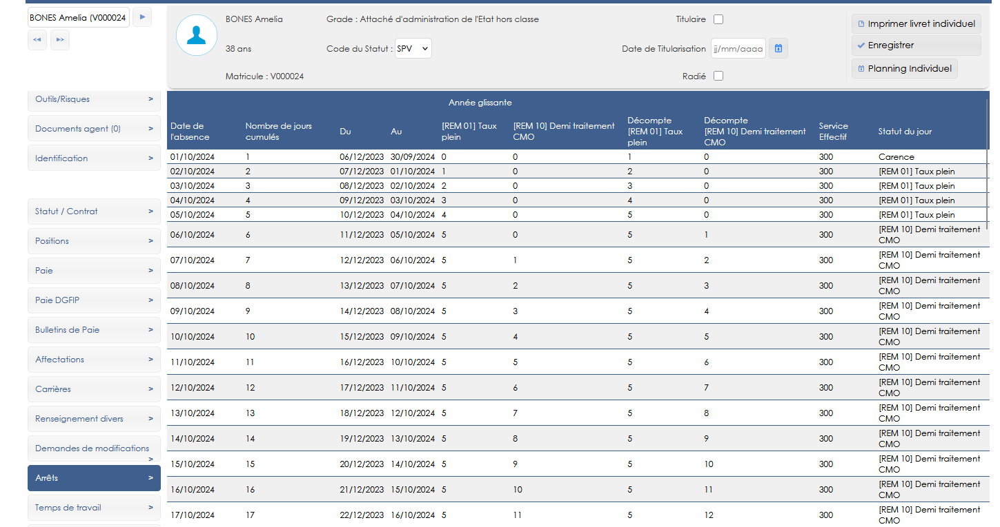 BONES Amelia (V000024
BONES Amelia
Grade : Attaché d'administration de l'Etat hors classe
Titulaire
Imprimer livret individuel
38 ans
Code du Statut : SPV
Date de Titularisation jj/mm/aaaa
Enregistrer
Matricule : V000024
Radié
Planning Individuel
Outils/Risques >
Documents agent (0) >
Identification >
Statut / Contrat >
Positions >
Paie >
Paie DGFIP >
Bulletins de Paie >
Affectations >
Carrières >
Renseignement divers >
Demandes de modifications
>
Arrêts >
Temps de travail >
Année glissante
Date de l'absence Nombre de jours cumulés Du Au [REM 01] Taux plein [REM 10] Demi traitement CMO Décompte [REM 01] Taux plein Décompte [REM 10] Demi traitement CMO Service Effectif Statut du jour
01/10/2024 1 06/12/2023 30/09/2024 0 0 1 0 300 Carence
02/10/2024 2 07/12/2023 01/10/2024 1 0 2 0 300 [REM 01] Taux plein
03/10/2024 3 08/12/2023 02/10/2024 2 0 3 0 300 [REM 01] Taux plein
04/10/2024 4 09/12/2023 03/10/2024 3 0 4 0 300 [REM 01] Taux plein
05/10/2024 5 10/12/2023 04/10/2024 4 0 5 0 300 [REM 01] Taux plein
06/10/2024 6 11/12/2023 05/10/2024 5 0 5 1 300 [REM 10] Demi traitement CMO
07/10/2024 7 12/12/2023 06/10/2024 5 1 5 2 300 [REM 10] Demi traitement CMO
08/10/2024 8 13/12/2023 07/10/2024 5 2 5 3 300 [REM 10] Demi traitement CMO
09/10/2024 9 14/12/2023 08/10/2024 5 3 5 4 300 [REM 10] Demi traitement CMO
10/10/2024 10 15/12/2023 09/10/2024 5 4 5 5 300 [REM 10] Demi traitement CMO
11/10/2024 11 16/12/2023 10/10/2024 5 5 5 6 300 [REM 10] Demi traitement CMO
12/10/2024 12 17/12/2023 11/10/2024 5 6 5 7 300 [REM 10] Demi traitement CMO
13/10/2024 13 18/12/2023 12/10/2024 5 7 5 8 300 [REM 10] Demi traitement CMO
14/10/2024 14 19/12/2023 13/10/2024 5 8 5 9 300 [REM 10] Demi traitement CMO
15/10/2024 15 20/12/2023 14/10/2024 5 9 5 10 300 [REM 10] Demi traitement CMO
16/10/2024 16 21/12/2023 15/10/2024 5 10 5 11 300 [REM 10] Demi traitement CMO
17/10/2024 17 22/12/2023 16/10/2024 5 11 5 12 300 [REM 10] Demi traitement CMO